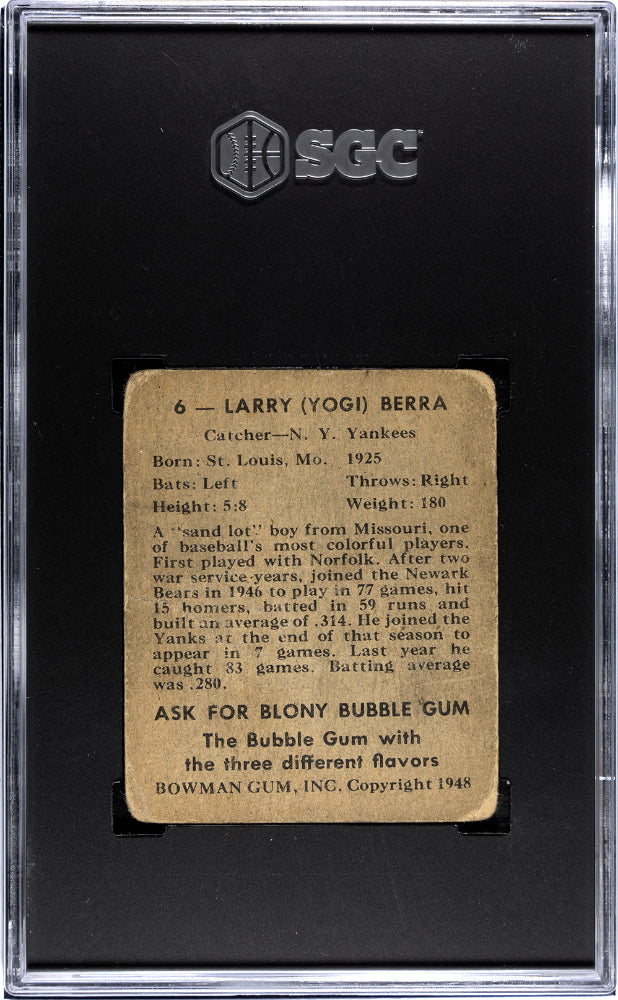 SGC
6 — LARRY (YOGI) BERRA
Catcher—N. Y. Yankees
Born: St. Louis, Mo. 1925
Bats: Left Throws: Right
Height: 5:8 Weight: 180
A "sand lot" boy from Missouri, one
of baseball's most colorful players.
First played with Norfolk. After two
war service years, joined the Newark
Bears in 1946 to play in 77 games, hit
15 homers, batted in 59 runs and
built an average of .314. He joined the
Yanks at the end of that season to
appear in 7 games. Last year he
caught 83 games. Batting average
was .280.
ASK FOR BLONY BUBBLE GUM
The Bubble Gum with
the three different flavors
BOWMAN GUM, INC. Copyright 1948